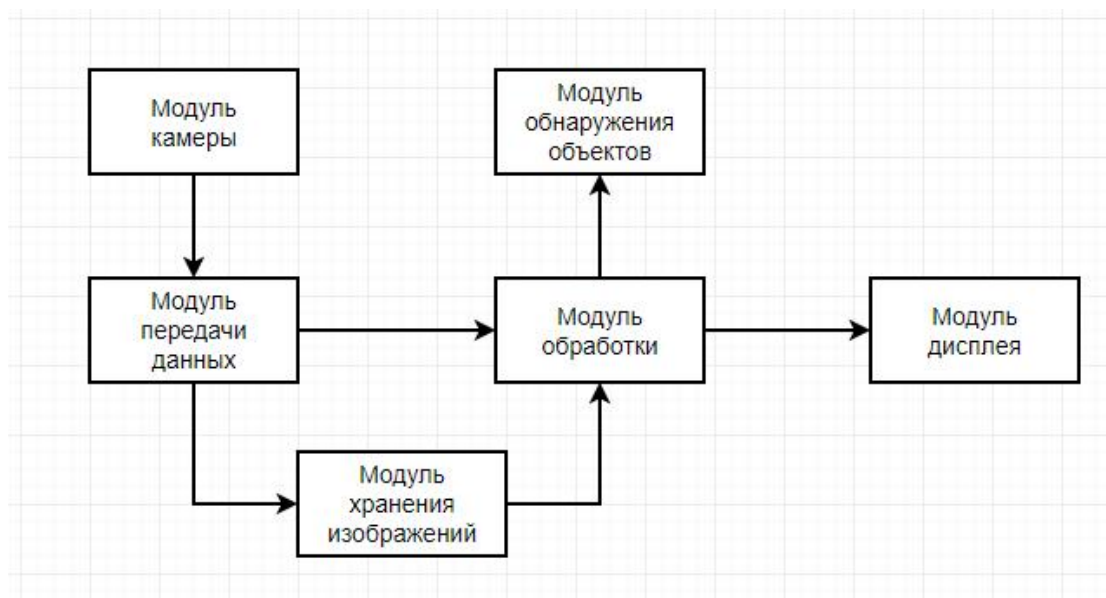 Модуль
камеры
Модуль
обнаружения
объектов
Модуль
передачи
данных
Модуль
обработки
Модуль
дисплея
Модуль
хранения
изображений